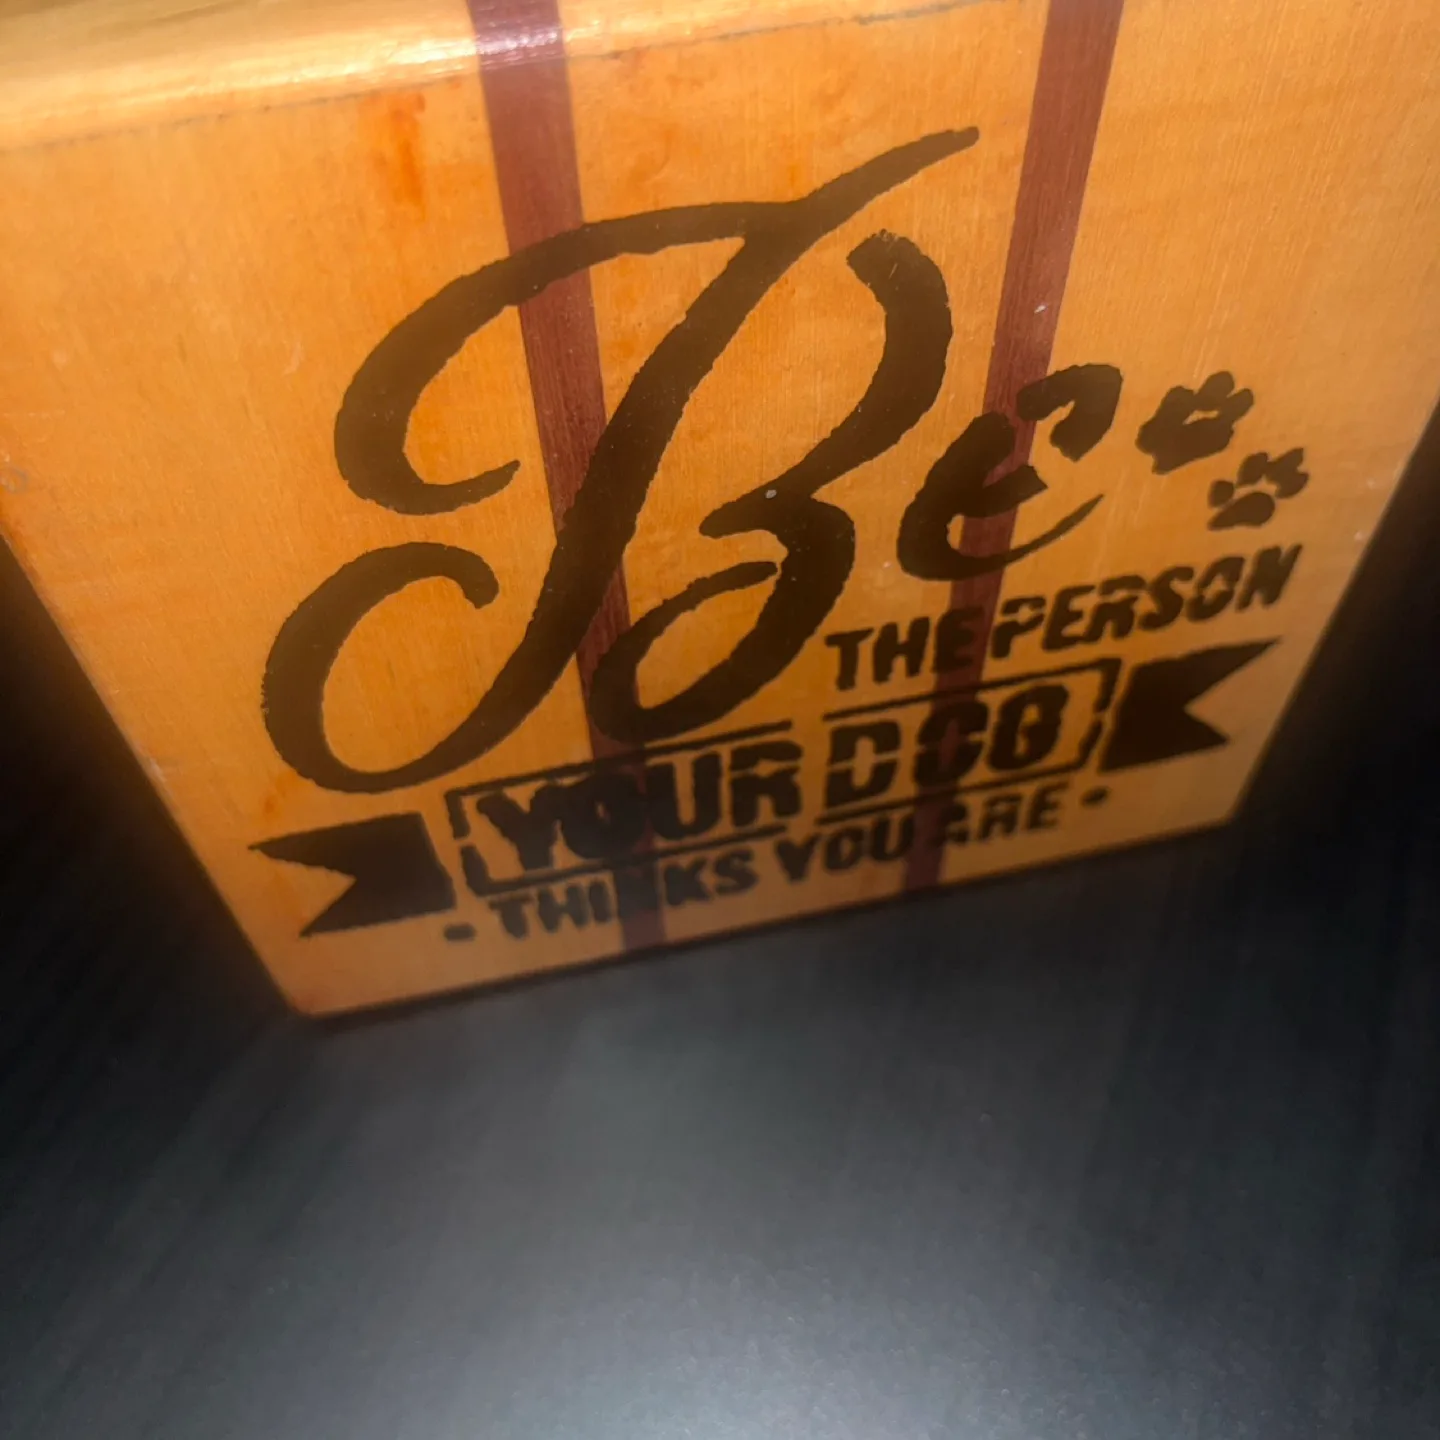 Be
THE PERSON
YOUR DOG
- THINKS YOU ARE -